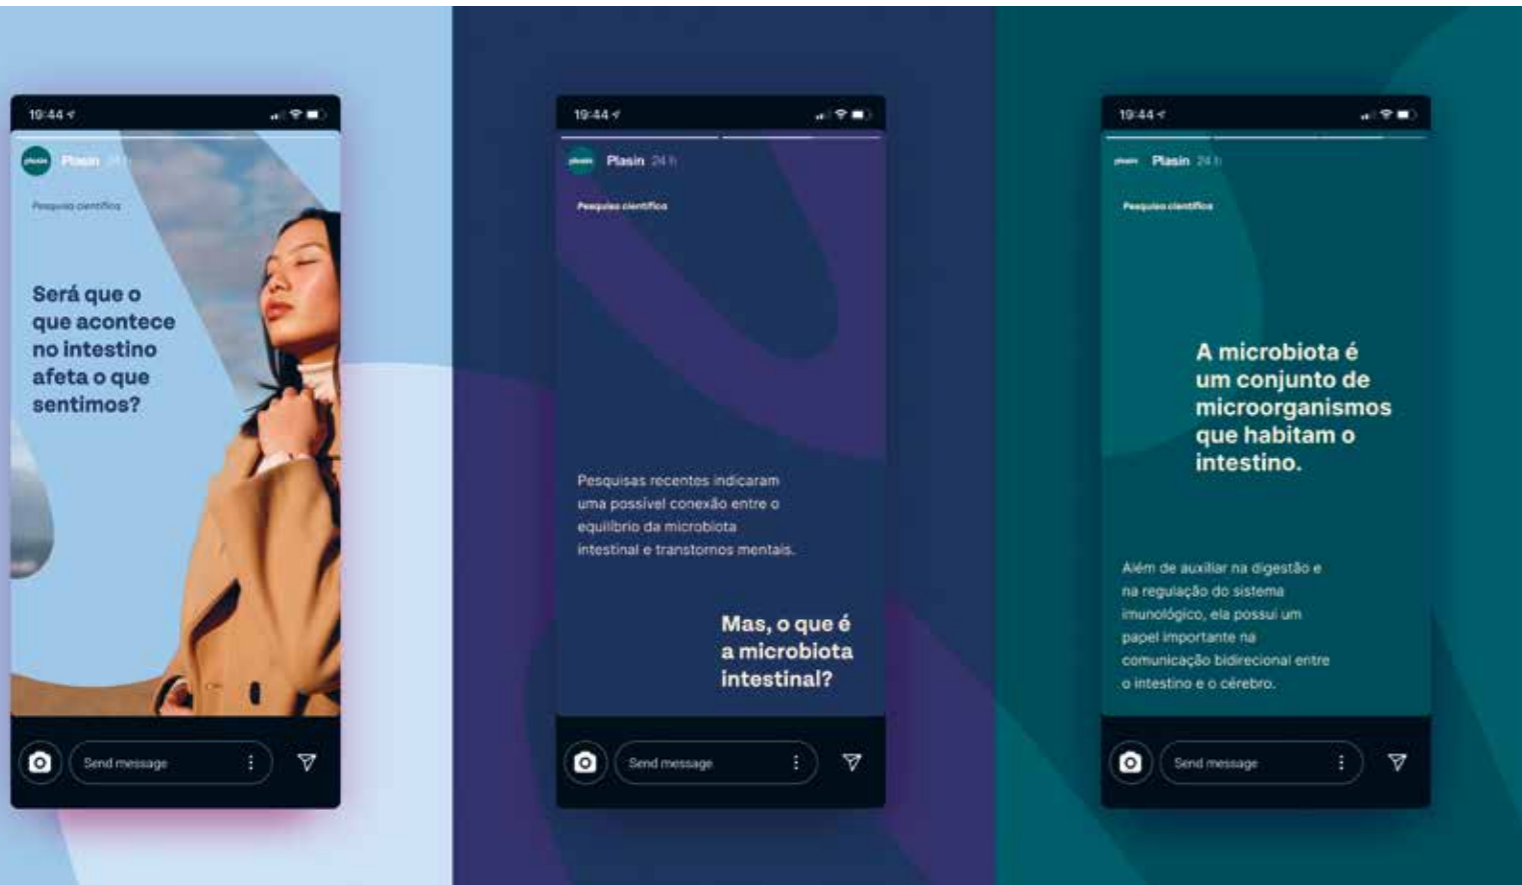 19:44
Plasin 24 h
Pesquisa científica
Será que o
que acontece
no intestino
afeta o que
sentimos?
Send message
19:44
plasin
Plasin 24 h
Pesquisa científica
Pesquisas recentes indicaram
uma possível conexão entre o
equilíbrio da microbiota
intestinal e transtornos mentais.
Mas, o que é
a microbiota
intestinal?
Send message
19:44
plasin
Plasin 24 h
Pesquisa científica
A microbiota é
um conjunto de
microorganismos
que habitam o
intestino.
Além de auxiliar na digestão e
na regulação do sistema
imunológico, ela possui um
papel importante na
comunicação bidirecional entre
o intestino e o cérebro.
Send message